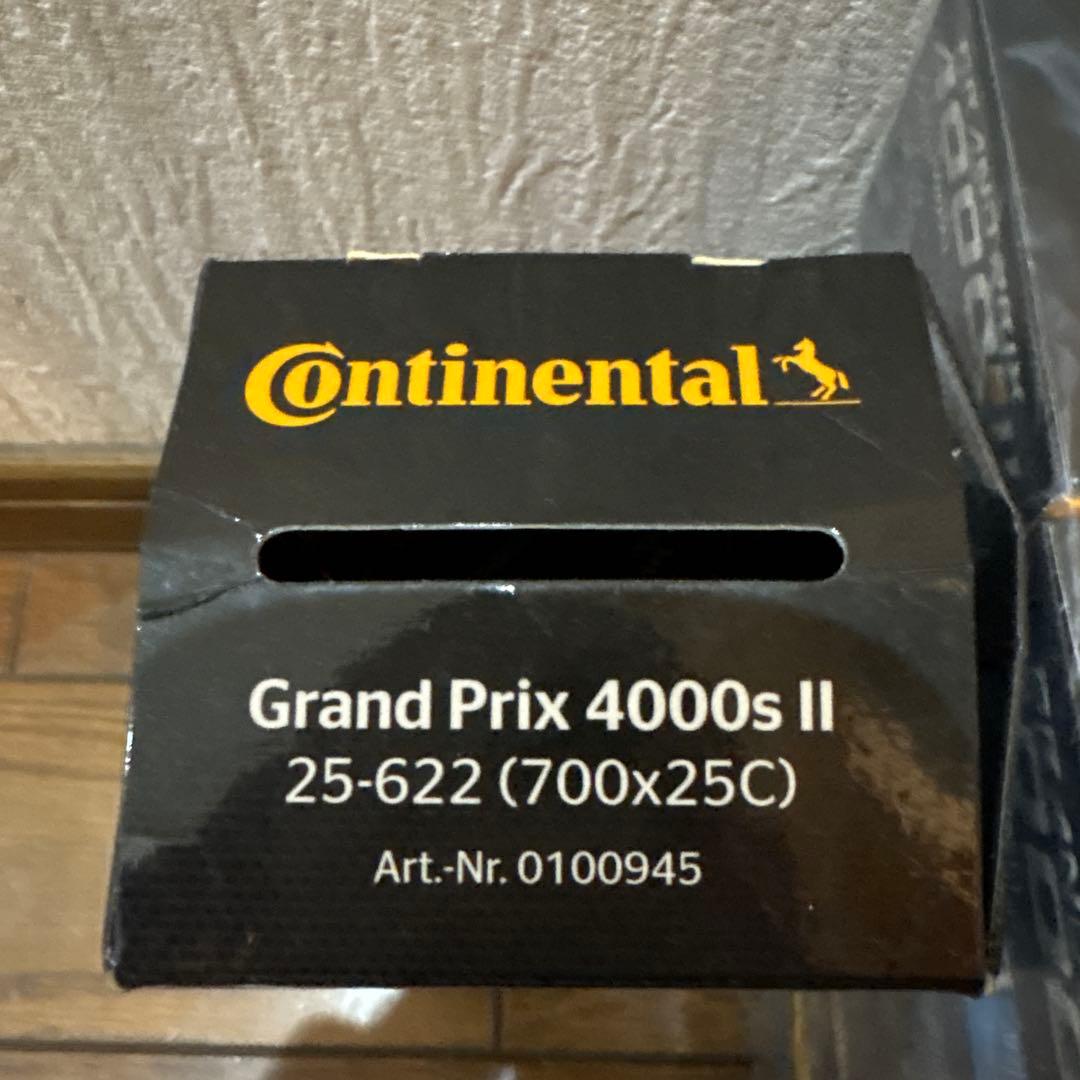 Continental
Grand Prix 4000s II
25-622 (700x25C)
Art.-Nr. 0100945